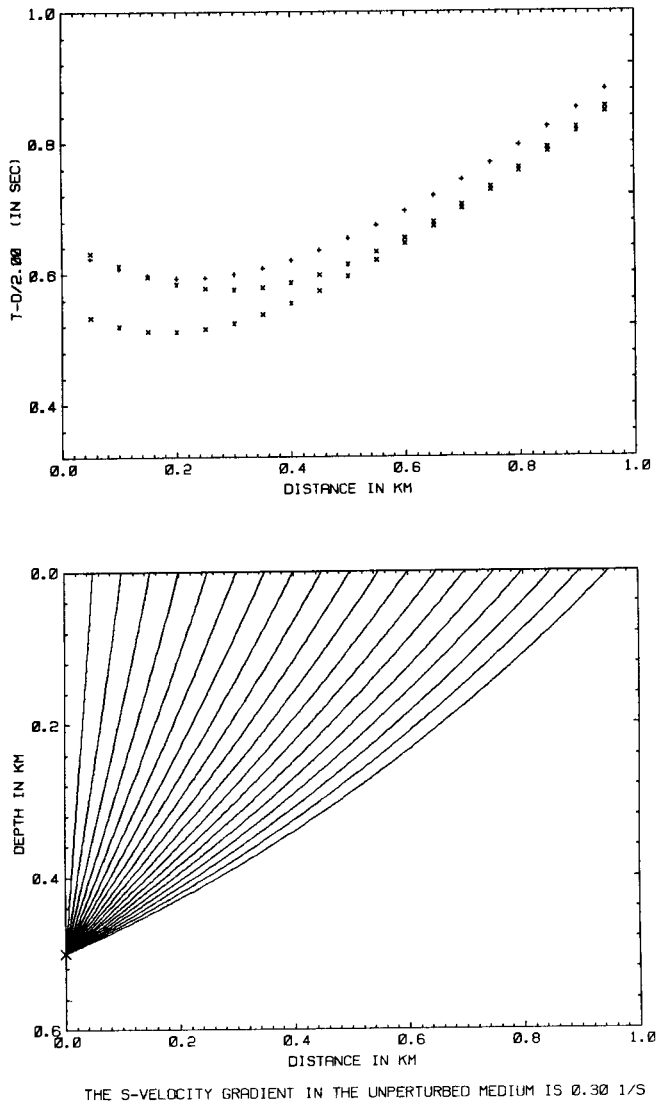 1.0
0.8
0.6
0.4
T-D/2.00 (IN SEC)
0.0 0.2 0.4 0.6 0.8 1.0
DISTANCE IN KM
0.0
0.2
0.4
0.6
DEPTH IN KM
0.0 0.2 0.4 0.6 0.8 1.0
DISTANCE IN KM
THE S-VELOCITY GRADIENT IN THE UNPERTURBED MEDIUM IS 0.30 1/S